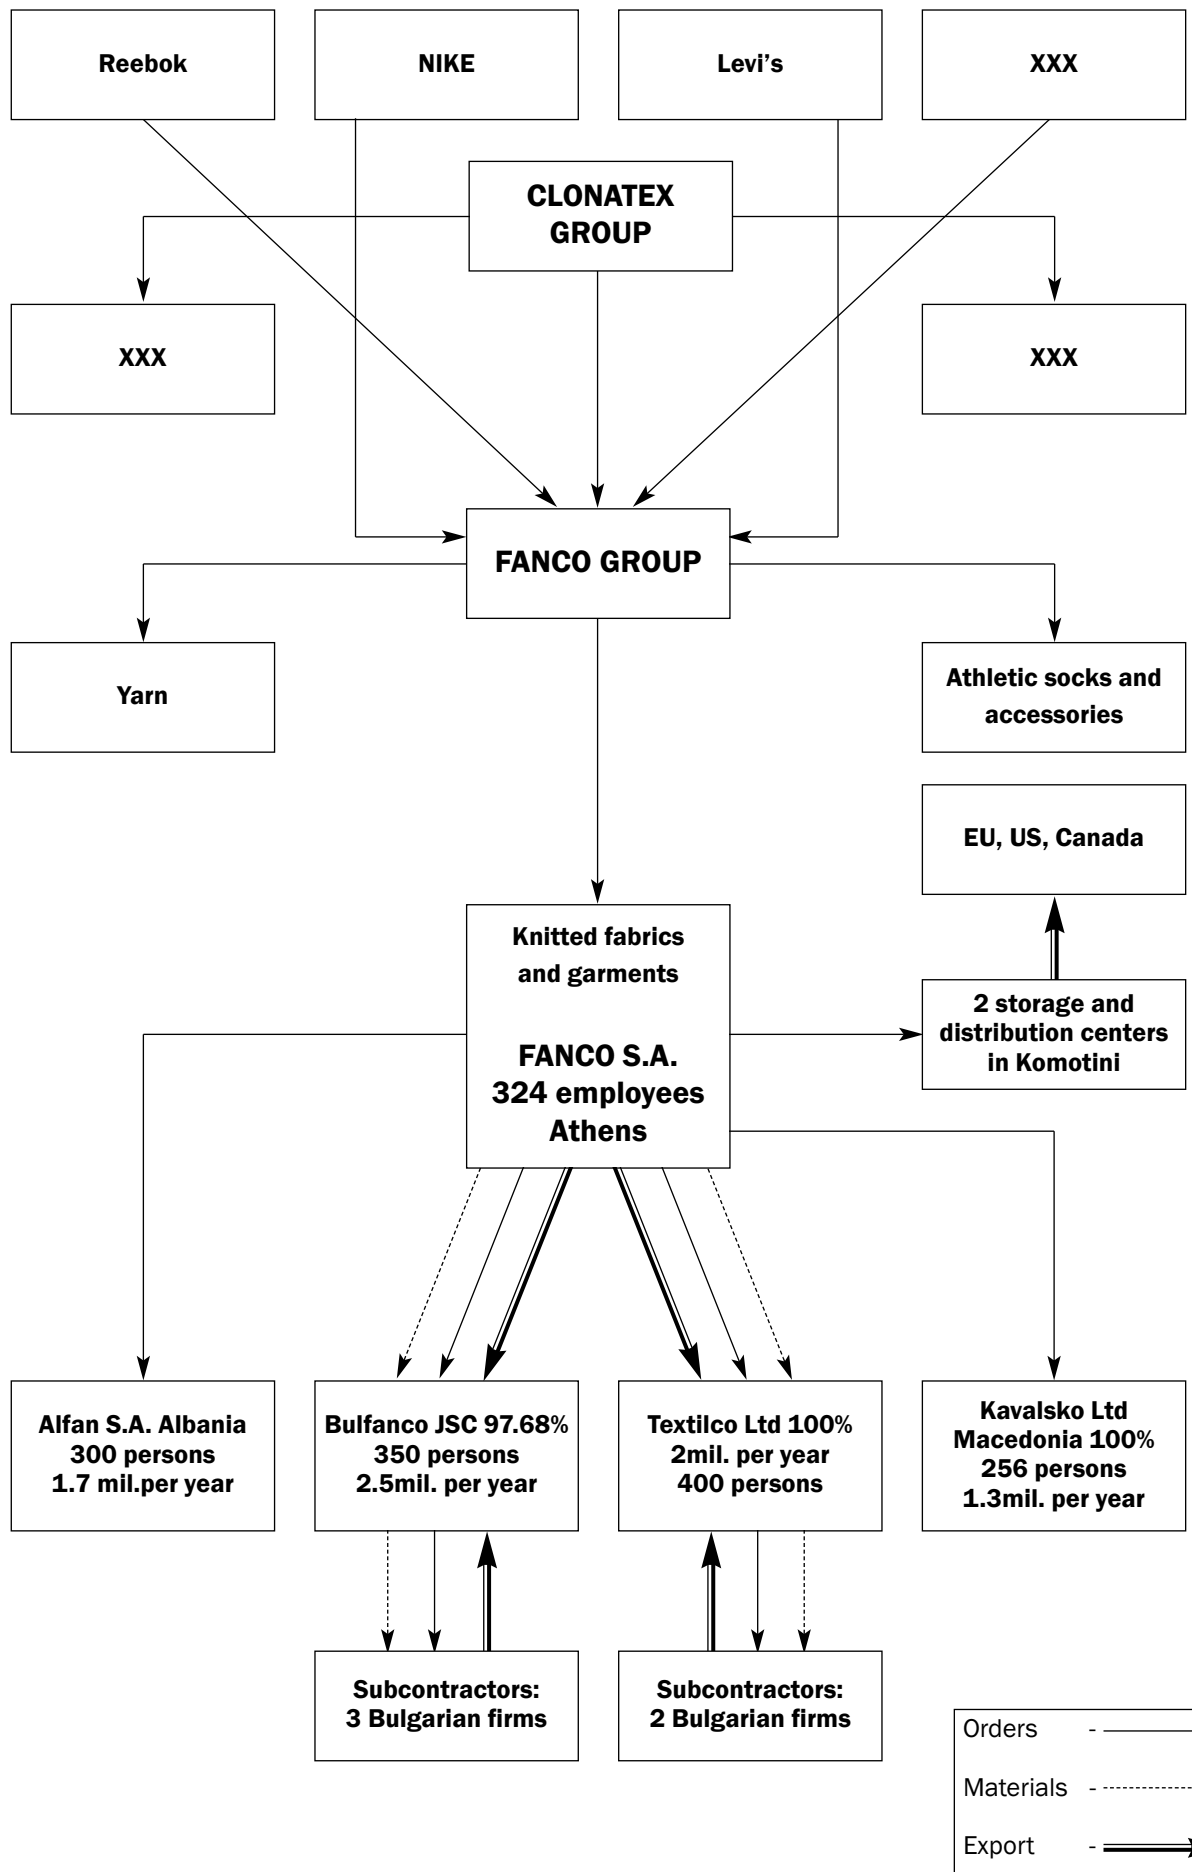 Reebok
NIKE
Levi's
XXX
CLONATEX
GROUP
XXX
XXX
FANCO GROUP
Yarn
Athletic socks and
accessories
EU, US, Canada
Knitted fabrics
and garments
FANCO S.A.
324 employees
Athens
2 storage and
distribution centers
in Komotini
Alfan S.A. Albania
300 persons
1.7 mil.per year
Bulfanco JSC 97.68%
350 persons
2.5mil. per year
Textilco Ltd 100%
2mil. per year
400 persons
Kavalsko Ltd
Macedonia 100%
256 persons
1.3mil. per year
Subcontractors:
3 Bulgarian firms
Subcontractors:
2 Bulgarian firms
Orders -
Materials -
Export -